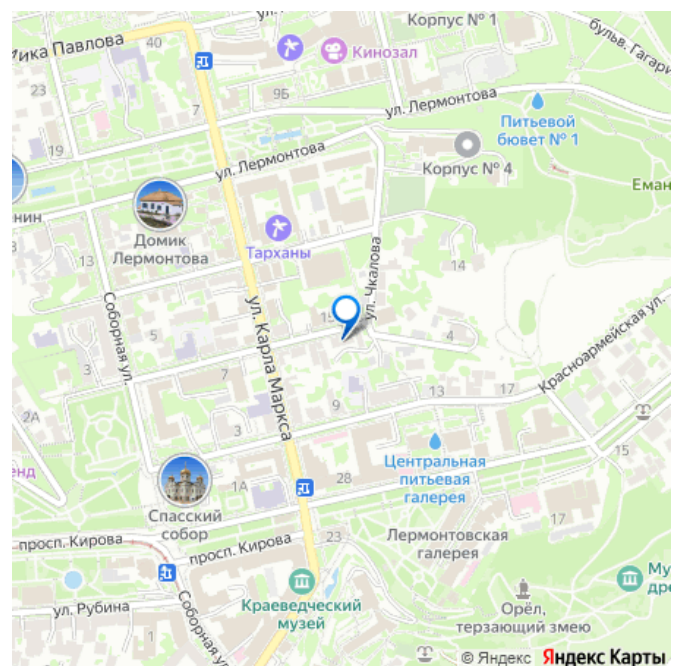 Корпус № 1
ика Павлова
40
Кинозал
бульв. Гагари
23
9Б
7
ул. Лермонтова
Питьевой
бювет № 1
19
ул. Лермонтова
Корпус № 4
Еман
нин
Домик
Лермонтова
13
Тарханы
14
ул. Чкалова
Соборная ул.
15
ул. Карла Маркса
4
3
Красноармейская ул.
7
13
17
2А
9
3
Центральная
питьевая
галерея
15
енд
1А
28
Спасский
собор
17
Лермонтовская
галерея
просп. Кирова
23
просп. Кирова
Му
дре
Краеведческий
музей
Орёл,
терзающий змею
ул. Рубина
Соборная ул.
© Яндекс Яндекс Карты